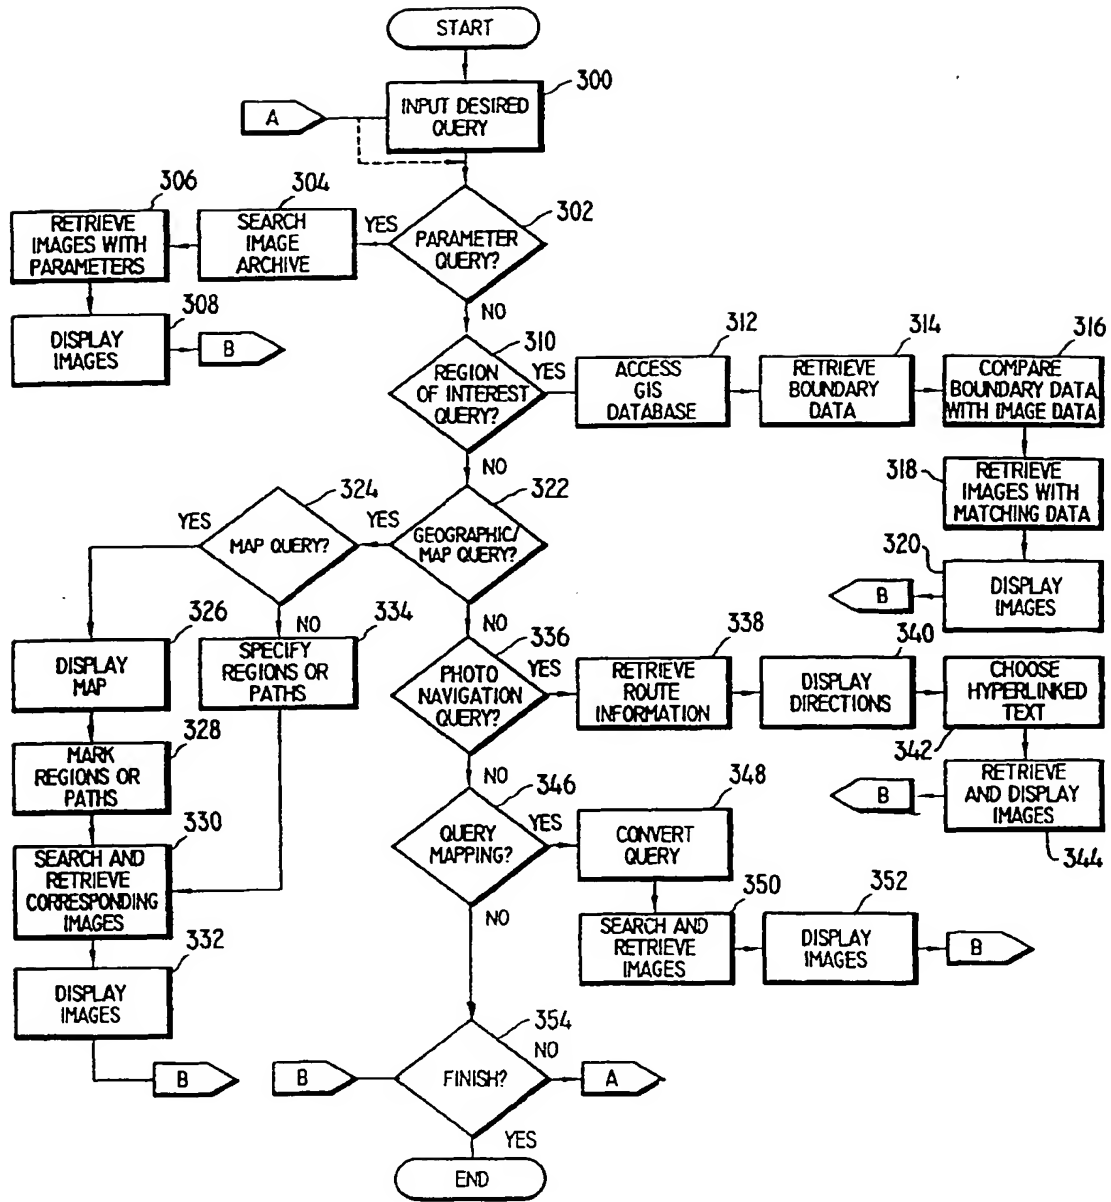 START
300
INPUT DESIRED
QUERY
A
306
304
302
RETRIEVE
IMAGES WITH
PARAMETERS
SEARCH
IMAGE
ARCHIVE
YES
PARAMETER
QUERY?
NO
308
DISPLAY
IMAGES
B
310
REGION
OF INTEREST
QUERY?
YES
312
ACCESS
GIS
DATABASE
314
RETRIEVE
BOUNDARY
DATA
316
COMPARE
BOUNDARY DATA
WITH IMAGE DATA
NO
318
RETRIEVE
IMAGES WITH
MATCHING DATA
324
322
YES
MAP QUERY?
YES
GEOGRAPHIC/
MAP QUERY?
320
DISPLAY
IMAGES
B
NO
NO
326
DISPLAY
MAP
334
SPECIFY
REGIONS OR
PATHS
336
PHOTO
NAVIGATION
QUERY?
YES
338
RETRIEVE
ROUTE
INFORMATION
340
DISPLAY
DIRECTIONS
CHOOSE
HYPERLINKED
TEXT
342
328
MARK
REGIONS OR
PATHS
NO
346
QUERY
MAPPING?
YES
348
CONVERT
QUERY
RETRIEVE
AND DISPLAY
IMAGES
B
344
330
SEARCH AND
RETRIEVE
CORRESPONDING
IMAGES
NO
350
SEARCH AND
RETRIEVE
IMAGES
352
DISPLAY
IMAGES
B
332
DISPLAY
IMAGES
B
354
B
FINISH?
NO
A
YES
END